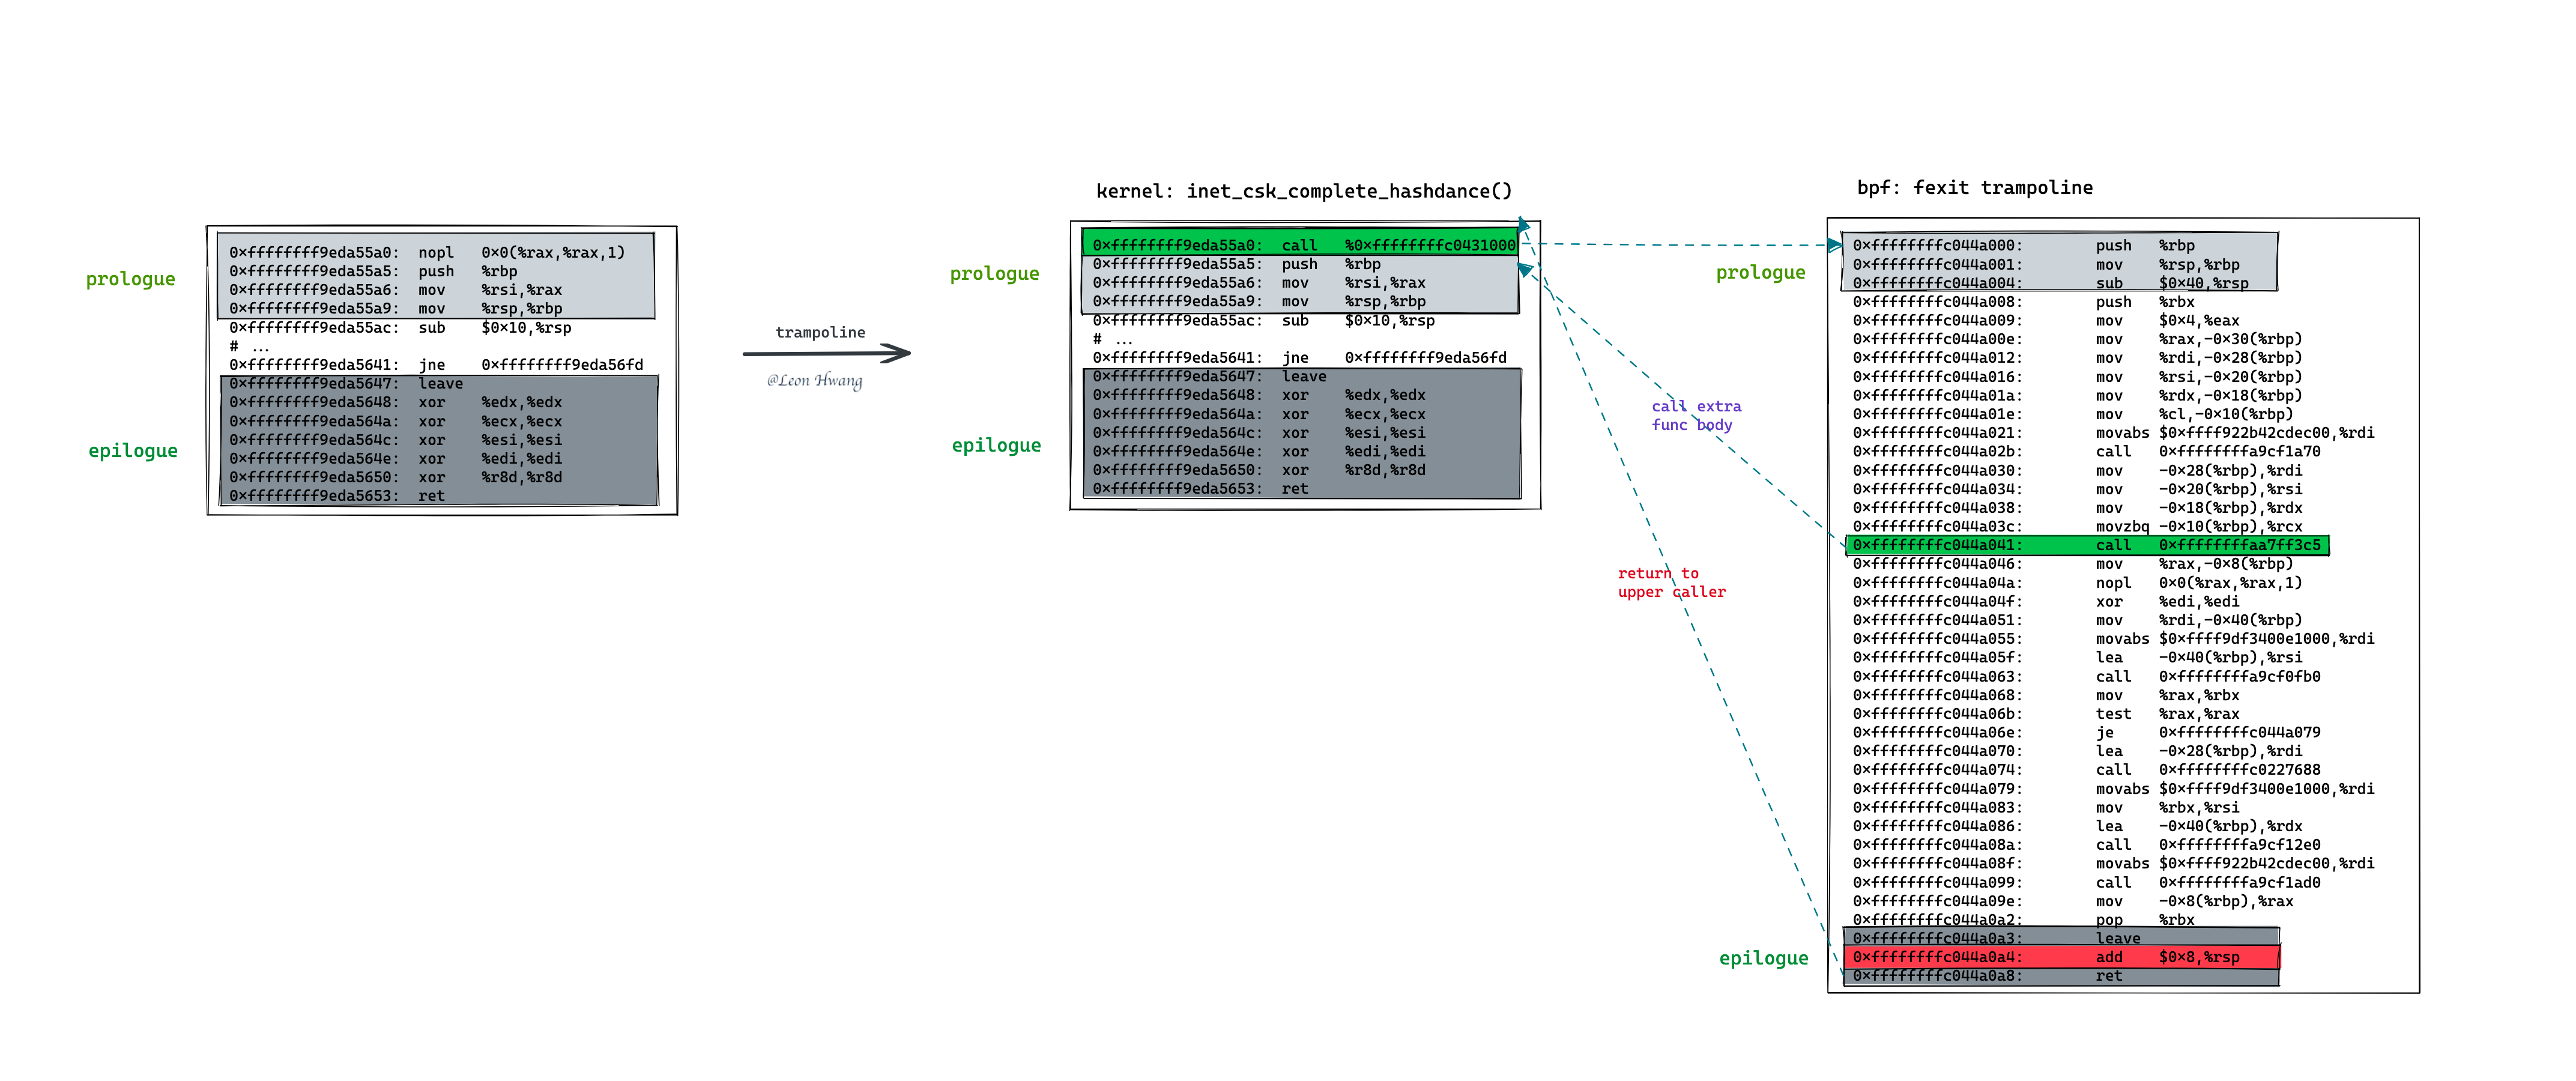 prologue
epilogue
0xffffffff9eda55a0: nopl 0x0(%rax,%rax,1)
0xffffffff9eda55a5: push %rbp
0xffffffff9eda55a6: mov %rsi,%rax
0xffffffff9eda55a9: mov %rsp,%rbp
0xffffffff9eda55ac: sub $0x10,%rsp
# ...
0xffffffff9eda5641: jne 0xffffffff9eda56fd
0xffffffff9eda5647: leave
0xffffffff9eda5648: xor %edx,%edx
0xffffffff9eda564a: xor %ecx,%ecx
0xffffffff9eda564c: xor %esi,%esi
0xffffffff9eda564e: xor %edi,%edi
0xffffffff9eda5650: xor %r8d,%r8d
0xffffffff9eda5653: ret
trampoline
@Leon Hwang
kernel: inet_csk_complete_hashdance()
prologue
epilogue
0xffffffff9eda55a0: call %0xffffffffc0431000
0xffffffff9eda55a5: push %rbp
0xffffffff9eda55a6: mov %rsi,%rax
0xffffffff9eda55a9: mov %rsp,%rbp
0xffffffff9eda55ac: sub $0x10,%rsp
# ...
0xffffffff9eda5641: jne 0xffffffff9eda56fd
0xffffffff9eda5647: leave
0xffffffff9eda5648: xor %edx,%edx
0xffffffff9eda564a: xor %ecx,%ecx
0xffffffff9eda564c: xor %esi,%esi
0xffffffff9eda564e: xor %edi,%edi
0xffffffff9eda5650: xor %r8d,%r8d
0xffffffff9eda5653: ret
call extra
func body
return to
upper caller
bpf: fexit trampoline
prologue
epilogue
0xffffffffc044a000: push %rbp
0xffffffffc044a001: mov %rsp,%rbp
0xffffffffc044a004: sub $0x40,%rsp
0xffffffffc044a008: push %rbx
0xffffffffc044a009: mov $0x4,%eax
0xffffffffc044a00e: mov %rax,-0x30(%rbp)
0xffffffffc044a012: mov %rdi,-0x28(%rbp)
0xffffffffc044a016: mov %rsi,-0x20(%rbp)
0xffffffffc044a01a: mov %rdx,-0x18(%rbp)
0xffffffffc044a01e: mov %cl,-0x10(%rbp)
0xffffffffc044a021: movabs $0xffff922b42cdec00,%rdi
0xffffffffc044a02b: call 0xffffffffa9cf1a70
0xffffffffc044a030: mov -0x28(%rbp),%rdi
0xffffffffc044a034: mov -0x20(%rbp),%rsi
0xffffffffc044a038: mov -0x18(%rbp),%rdx
0xffffffffc044a03c: movzbq -0x10(%rbp),%rcx
0xffffffffc044a041: call 0xffffffffaa7ff3c5
0xffffffffc044a046: mov %rax,-0x8(%rbp)
0xffffffffc044a04a: nopl 0x0(%rax,%rax,1)
0xffffffffc044a04f: xor %edi,%edi
0xffffffffc044a051: mov %rdi,-0x40(%rbp)
0xffffffffc044a055: movabs $0xffff9df3400e1000,%rdi
0xffffffffc044a05f: lea -0x40(%rbp),%rsi
0xffffffffc044a063: call 0xffffffffa9cf0fb0
0xffffffffc044a068: mov %rax,%rbx
0xffffffffc044a06b: test %rax,%rax
0xffffffffc044a06e: je 0xffffffffc044a079
0xffffffffc044a070: lea -0x28(%rbp),%rdi
0xffffffffc044a074: call 0xffffffffc0227688
0xffffffffc044a079: movabs $0xffff9df3400e1000,%rdi
0xffffffffc044a083: mov %rbx,%rsi
0xffffffffc044a086: lea -0x40(%rbp),%rdx
0xffffffffc044a08a: call 0xffffffffa9cf12e0
0xffffffffc044a08f: movabs $0xffff922b42cdec00,%rdi
0xffffffffc044a099: call 0xffffffffa9cf1ad0
0xffffffffc044a09e: mov -0x8(%rbp),%rax
0xffffffffc044a0a2: pop %rbx
0xffffffffc044a0a3: leave
0xffffffffc044a0a4: add $0x8,%rsp
0xffffffffc044a0a8: ret